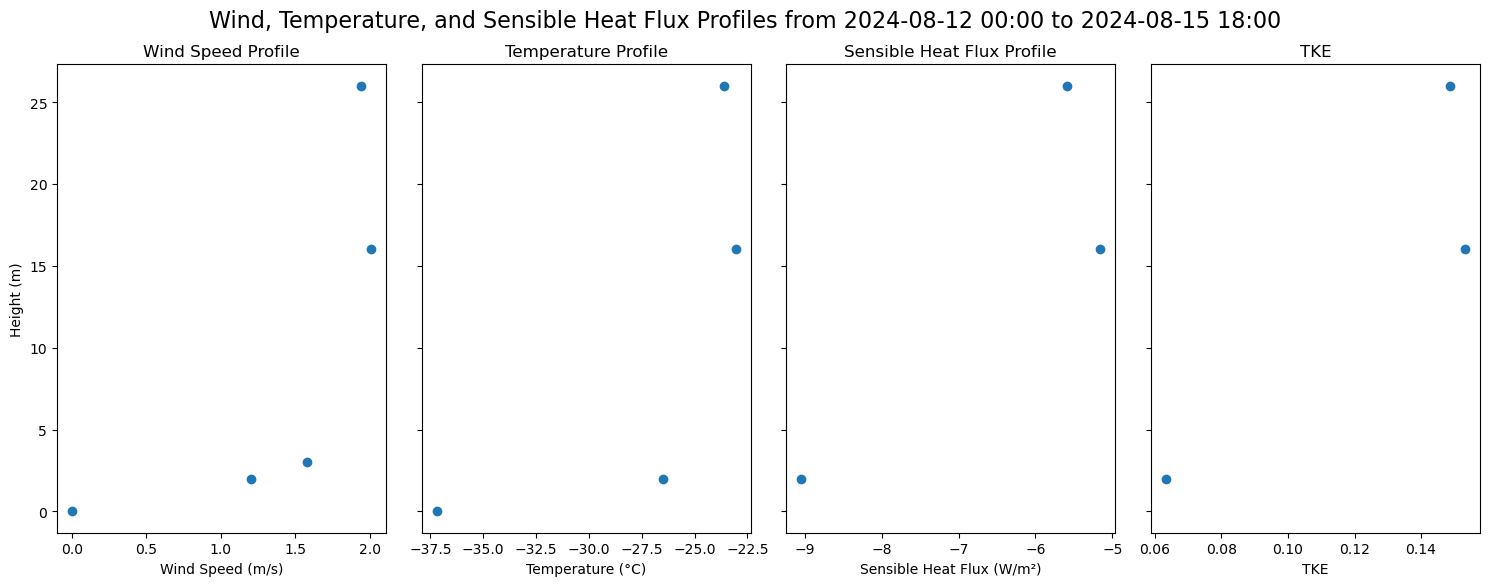 Wind, Temperature, and Sensible Heat Flux Profiles from 2024-08-12 00:00 to 2024-08-15 18:00
Wind Speed Profile
Temperature Profile
Sensible Heat Flux Profile
TKE
25
20
15
10
5
0
Height (m)
0.0 0.5 1.0 1.5 2.0
−37.5 −35.0 −32.5 −30.0 −27.5 −25.0 −22.5
−9 −8 −7 −6 −5
0.06 0.08 0.10 0.12 0.14
Wind Speed (m/s)
Temperature (°C)
Sensible Heat Flux (W/m²)
TKE